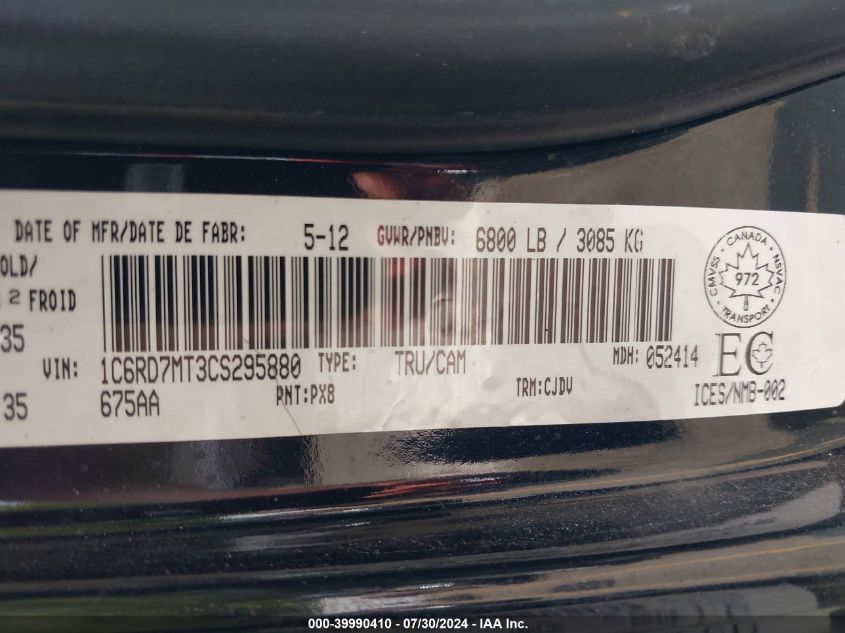 DATE OF MFR/DATE DE FABR: 5-12 GVWR/PNBV: 6800 LB / 3085 KG
OLD/
2 FROID
35
VIN: 1C6RD7MT3CS295880 TYPE: TRU/CAM MDH: 052414
35 675AA PNT:PX8 TRM:CJDV
CANADA
CMVSS 972 NSVAC
TRANSPORT
EC
ICES/NMB-002
000-39990410 — 07/30/2024 - IAA Inc.